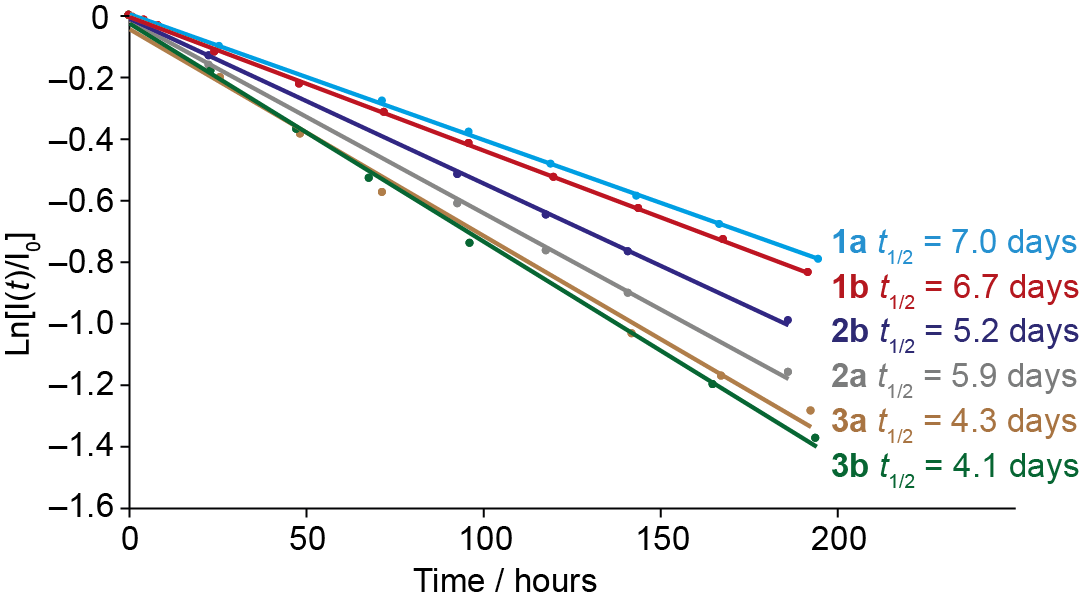 0
–0.2
–0.4
–0.6
–0.8
–1.0
–1.2
–1.4
–1.6
Ln[I(t)/I₀]
1a t1/2 = 7.0 days
1b t1/2 = 6.7 days
2b t1/2 = 5.2 days
2a t1/2 = 5.9 days
3a t1/2 = 4.3 days
3b t1/2 = 4.1 days
0 50 100 150 200
Time / hours